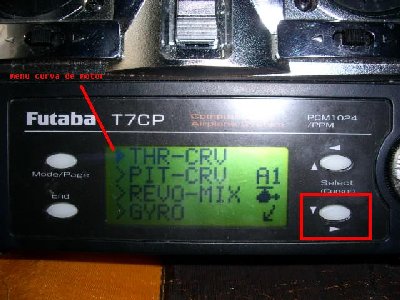 menu curva de motor
Futaba T7CP
PCM1024
/PPM
THR-CRV
PIT-CRV A1
REVO-MIX
GYRO
Mode/Page
Select
End